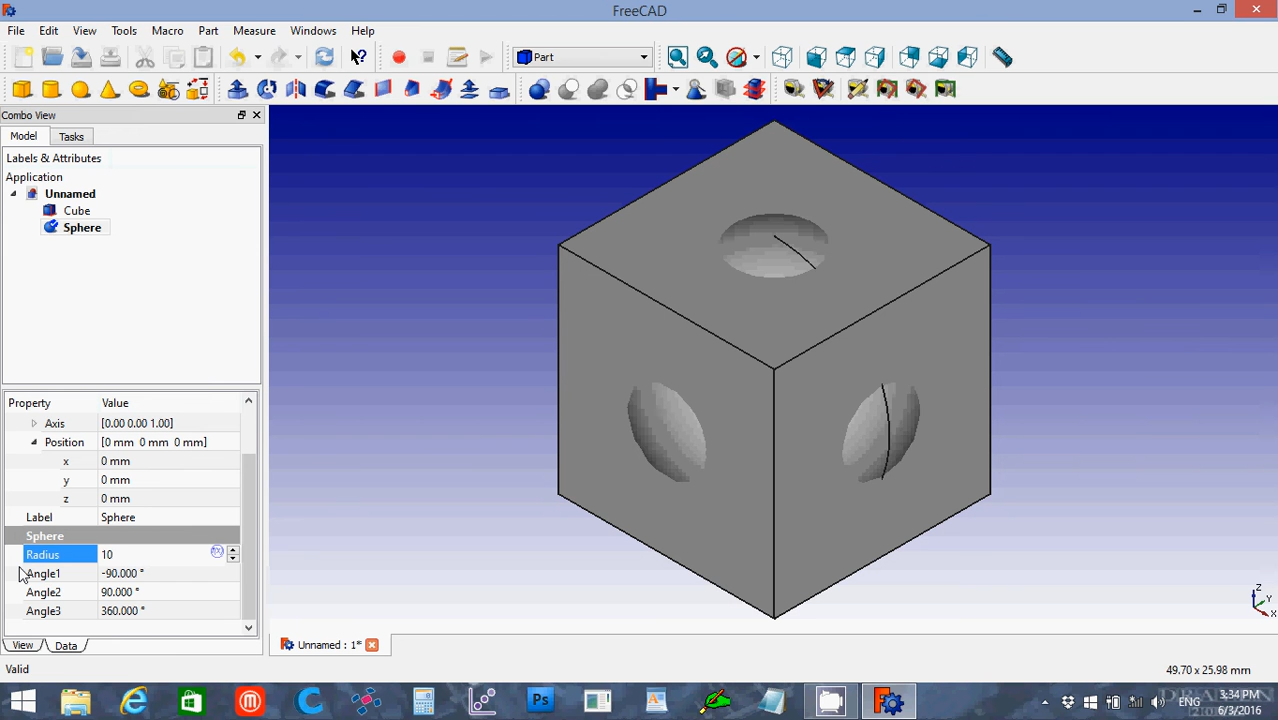 FreeCAD
File Edit View Tools Macro Part Measure Windows Help
Part
Combo View
Model Tasks
Labels & Attributes
Application
Unnamed
Cube
Sphere
Property Value
Axis [0.00 0.00 1.00]
Position [0 mm 0 mm 0 mm]
x 0 mm
y 0 mm
z 0 mm
Label Sphere
Sphere
Radius 10
Angle1 -90.000 °
Angle2 90.000 °
Angle3 360.000 °
View Data
Unnamed : 1*
Z
Y
X
Valid
49.70 x 25.98 mm
Ps
ENG
3:34 PM
6/3/2016